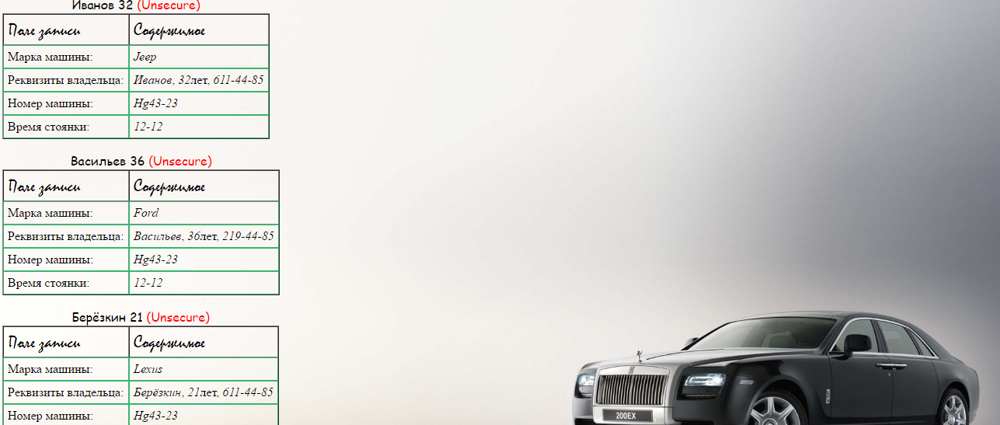 Иванов 32 (Unsecure)
Поле записи Содержимое
Марка машины: Jeep
Реквизиты владельца: Иванов, 32лет, 611-44-85
Номер машины: Hg43-23
Время стоянки: 12-12
Васильев 36 (Unsecure)
Поле записи Содержимое
Марка машины: Ford
Реквизиты владельца: Васильев, 36лет, 219-44-85
Номер машины: Hg43-23
Время стоянки: 12-12
Берёзкин 21 (Unsecure)
Поле записи Содержимое
Марка машины: Lexus
Реквизиты владельца: Берёзкин, 21лет, 611-44-85
Номер машины: Hg43-23
200EX